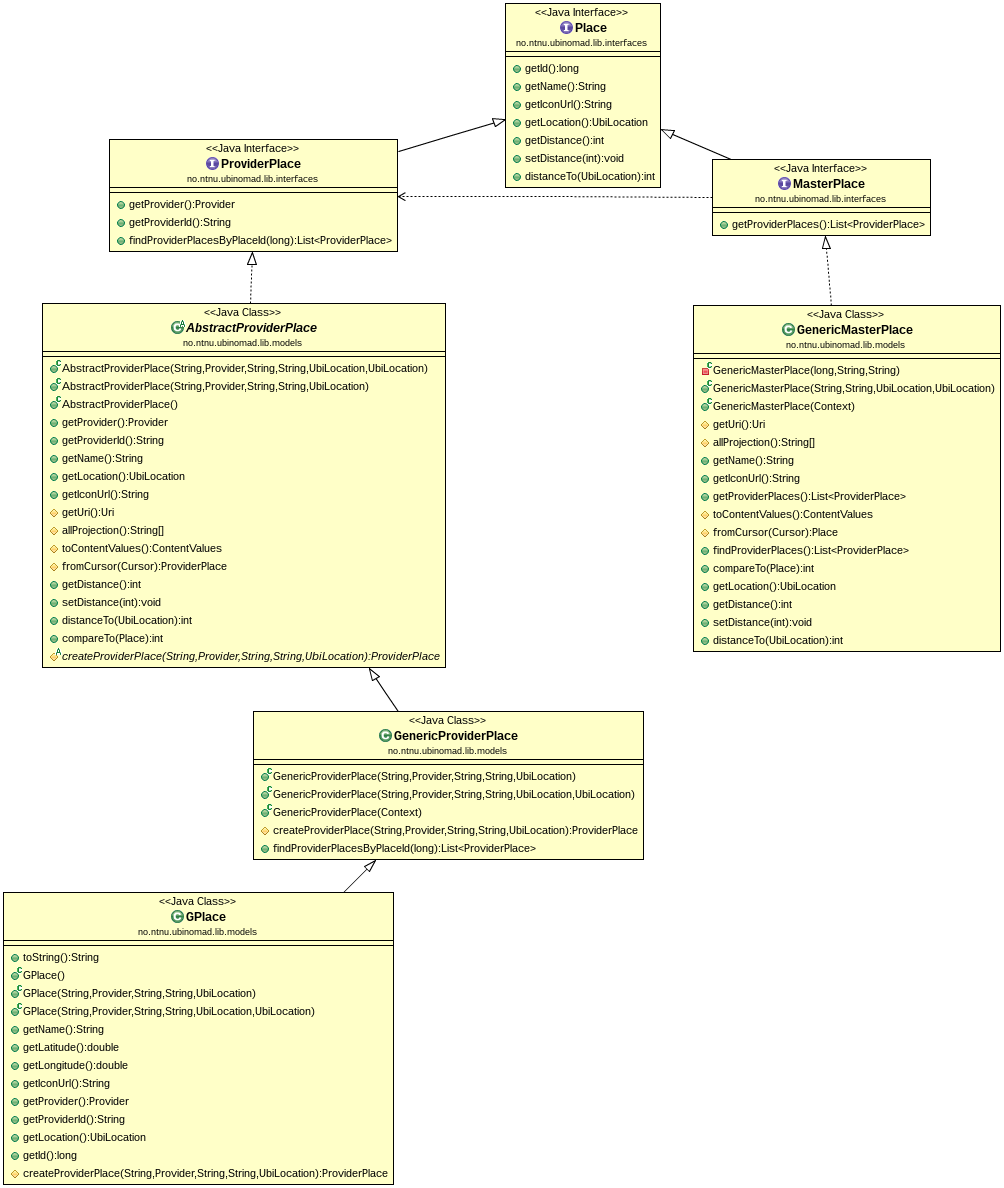 <<Java Interface>>
Place
no.ntnu.ubinomad.lib.interfaces
getId():long
getName():String
getIconUrl():String
getLocation():UbiLocation
getDistance():int
setDistance(int):void
distanceTo(UbiLocation):int
<<Java Interface>>
ProviderPlace
no.ntnu.ubinomad.lib.interfaces
getProvider():Provider
getProviderId():String
findProviderPlacesByPlaceId(long):List<ProviderPlace>
<<Java Interface>>
MasterPlace
no.ntnu.ubinomad.lib.interfaces
getProviderPlaces():List<ProviderPlace>
<<Java Class>>
AbstractProviderPlace
no.ntnu.ubinomad.lib.models
AbstractProviderPlace(String,Provider,String,String,UbiLocation,UbiLocation)
AbstractProviderPlace(String,Provider,String,String,UbiLocation)
AbstractProviderPlace()
getProvider():Provider
getProviderId():String
getName():String
getLocation():UbiLocation
getIconUrl():String
getUri():Uri
allProjection():String[]
toContentValues():ContentValues
fromCursor(Cursor):ProviderPlace
getDistance():int
setDistance(int):void
distanceTo(UbiLocation):int
compareTo(Place):int
createProviderPlace(String,Provider,String,String,UbiLocation):ProviderPlace
<<Java Class>>
GenericMasterPlace
no.ntnu.ubinomad.lib.models
GenericMasterPlace(long,String,String)
GenericMasterPlace(String,String,UbiLocation,UbiLocation)
GenericMasterPlace(Context)
getUri():Uri
allProjection():String[]
getName():String
getIconUrl():String
getProviderPlaces():List<ProviderPlace>
toContentValues():ContentValues
fromCursor(Cursor):Place
findProviderPlaces():List<ProviderPlace>
compareTo(Place):int
getLocation():UbiLocation
getDistance():int
setDistance(int):void
distanceTo(UbiLocation):int
<<Java Class>>
GenericProviderPlace
no.ntnu.ubinomad.lib.models
GenericProviderPlace(String,Provider,String,String,UbiLocation)
GenericProviderPlace(String,Provider,String,String,UbiLocation,UbiLocation)
GenericProviderPlace(Context)
createProviderPlace(String,Provider,String,String,UbiLocation):ProviderPlace
findProviderPlacesByPlaceId(long):List<ProviderPlace>
<<Java Class>>
GPlace
no.ntnu.ubinomad.lib.models
toString():String
GPlace()
GPlace(String,Provider,String,String,UbiLocation)
GPlace(String,Provider,String,String,UbiLocation,UbiLocation)
getName():String
getLatitude():double
getLongitude():double
getIconUrl():String
getProvider():Provider
getProviderId():String
getLocation():UbiLocation
getId():long
createProviderPlace(String,Provider,String,String,UbiLocation):ProviderPlace